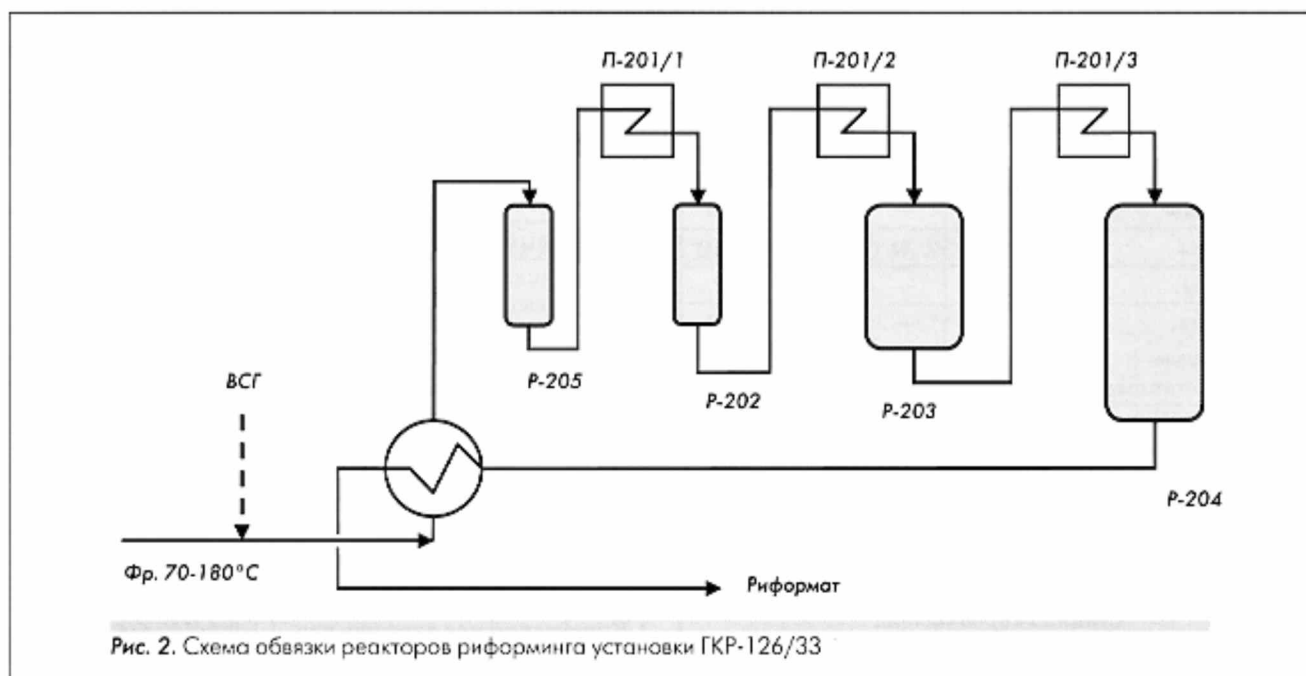 П-201/1
П-201/2
П-201/3
Р-205
Р-202
Р-203
Р-204
ВСГ
Фр. 70-180°С
Риформат
Рис. 2. Схема обвязки реакторов риформинга установки ГКР-126/33